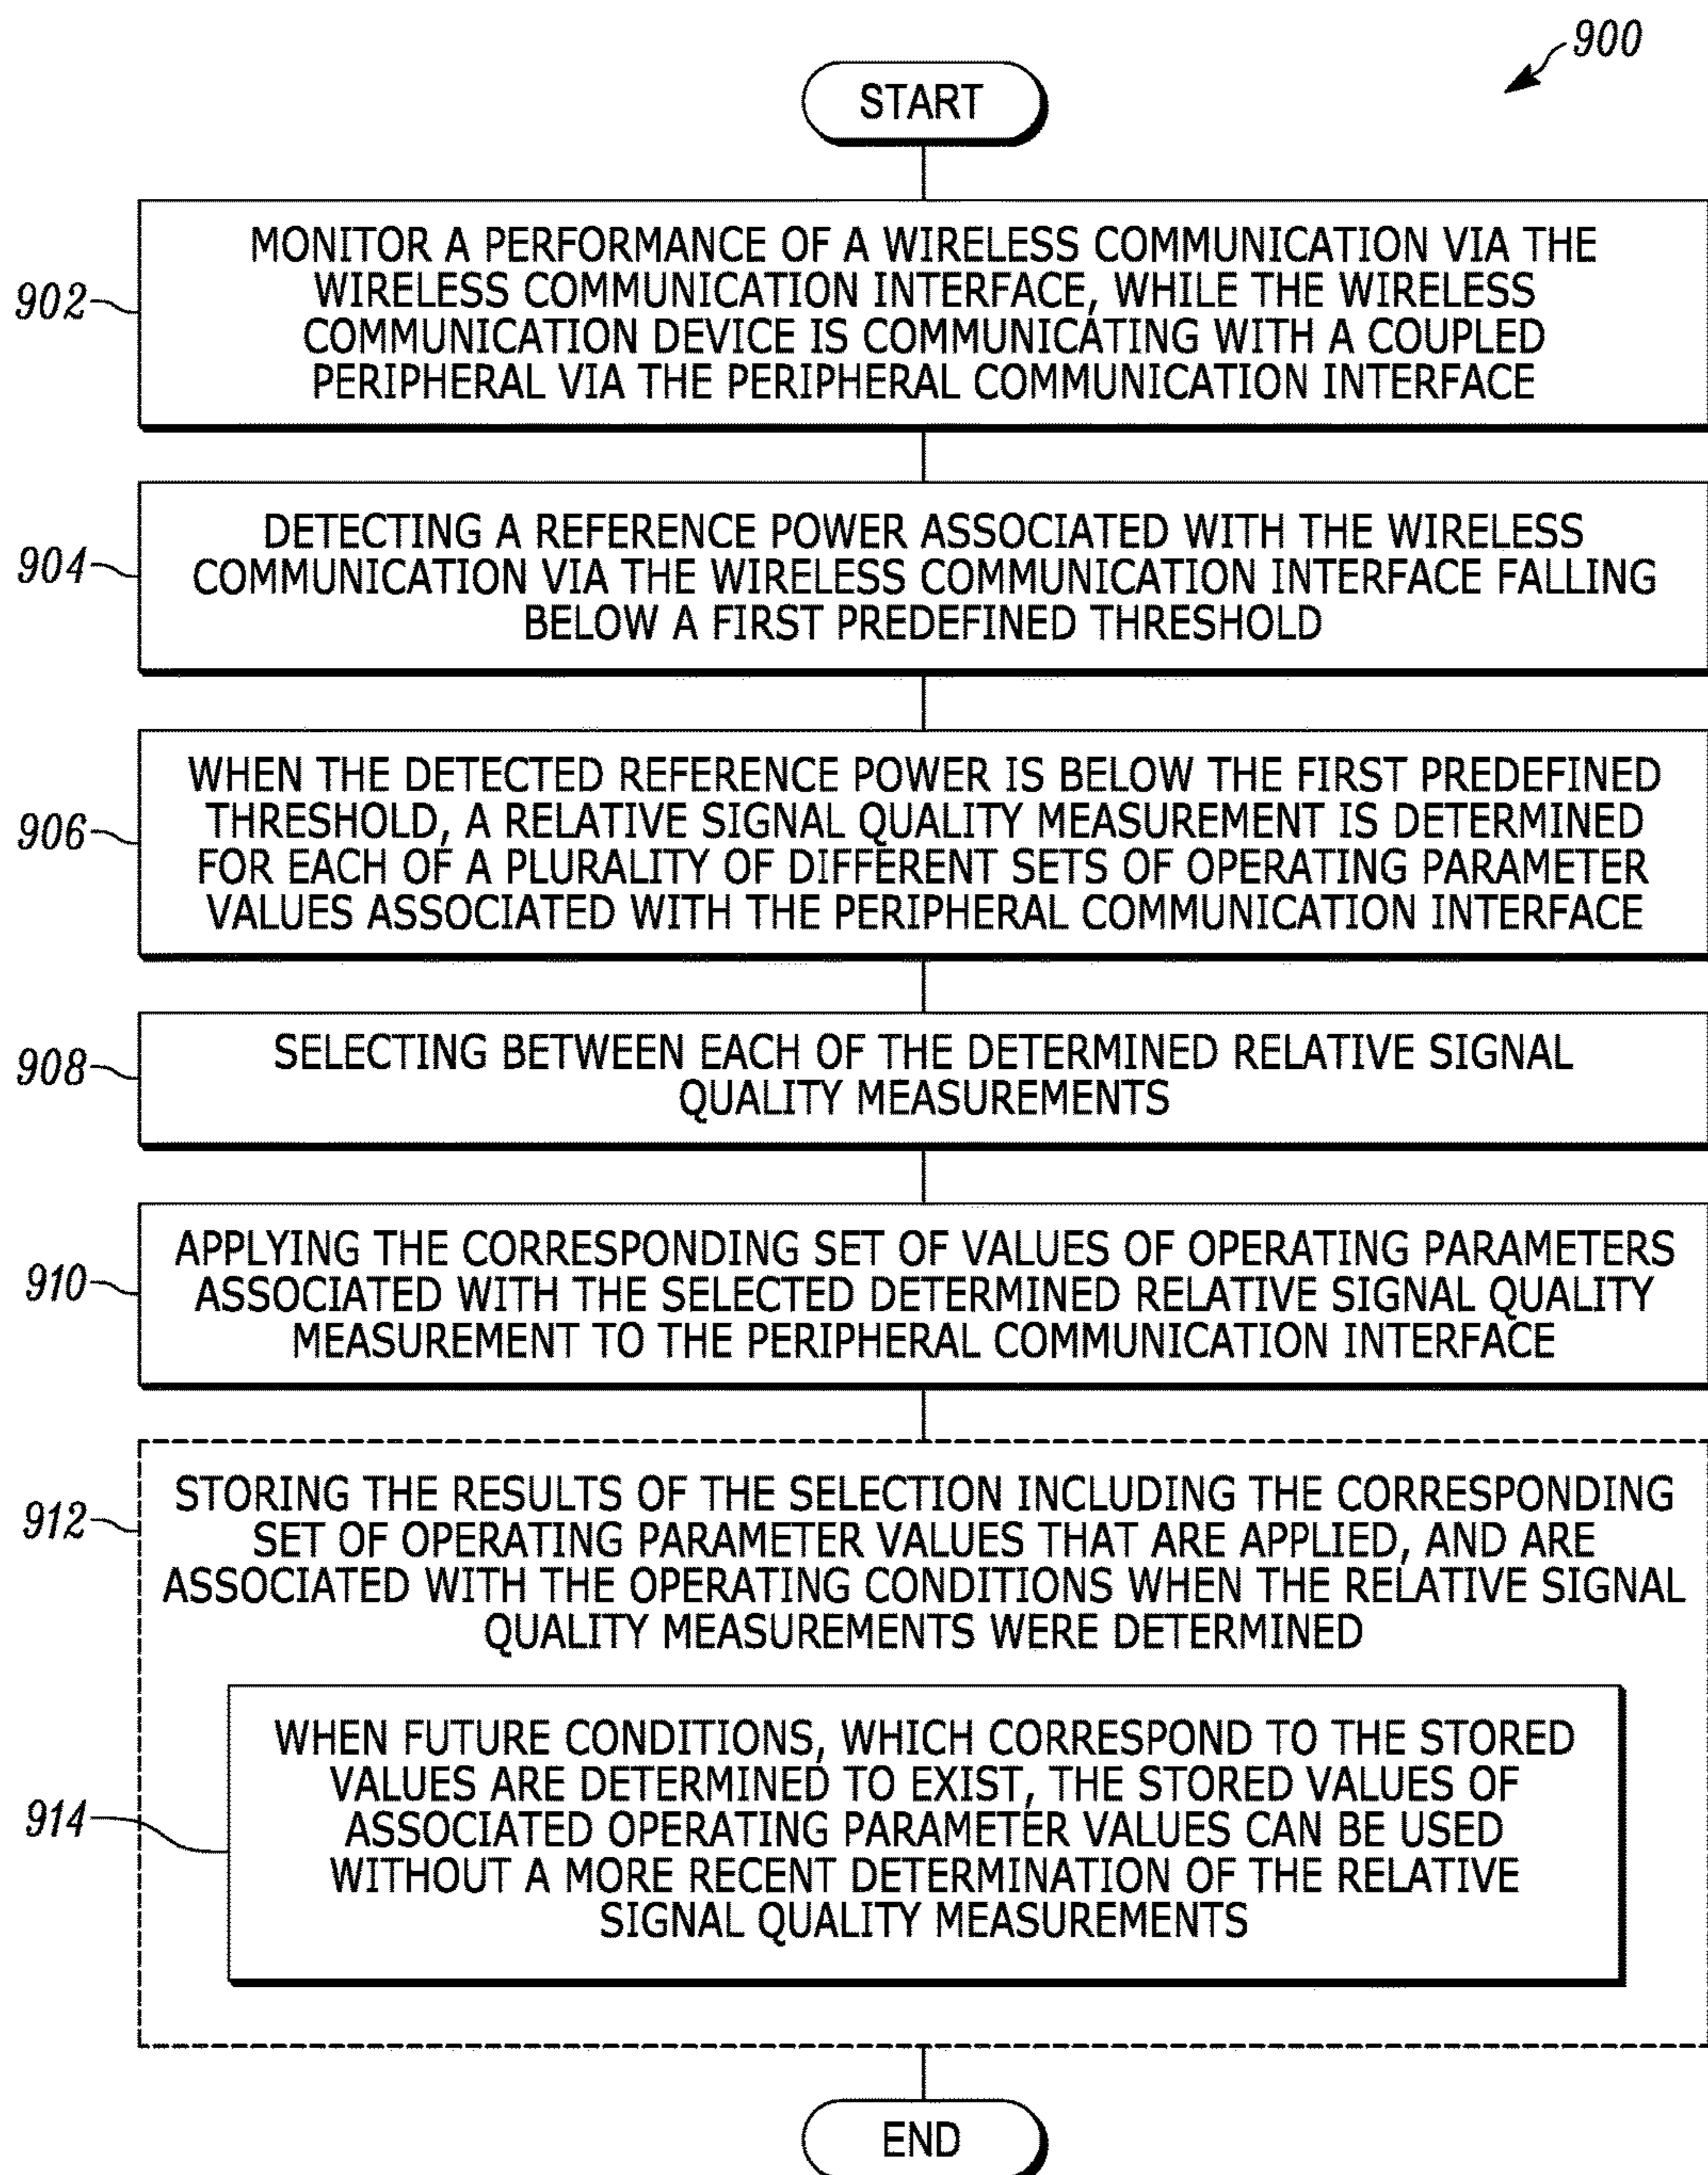 900
START
902
MONITOR A PERFORMANCE OF A WIRELESS COMMUNICATION VIA THE
WIRELESS COMMUNICATION INTERFACE, WHILE THE WIRELESS
COMMUNICATION DEVICE IS COMMUNICATING WITH A COUPLED
PERIPHERAL VIA THE PERIPHERAL COMMUNICATION INTERFACE
904
DETECTING A REFERENCE POWER ASSOCIATED WITH THE WIRELESS
COMMUNICATION VIA THE WIRELESS COMMUNICATION INTERFACE FALLING
BELOW A FIRST PREDEFINED THRESHOLD
906
WHEN THE DETECTED REFERENCE POWER IS BELOW THE FIRST PREDEFINED
THRESHOLD, A RELATIVE SIGNAL QUALITY MEASUREMENT IS DETERMINED
FOR EACH OF A PLURALITY OF DIFFERENT SETS OF OPERATING PARAMETER
VALUES ASSOCIATED WITH THE PERIPHERAL COMMUNICATION INTERFACE
908
SELECTING BETWEEN EACH OF THE DETERMINED RELATIVE SIGNAL
QUALITY MEASUREMENTS
910
APPLYING THE CORRESPONDING SET OF VALUES OF OPERATING PARAMETERS
ASSOCIATED WITH THE SELECTED DETERMINED RELATIVE SIGNAL QUALITY
MEASUREMENT TO THE PERIPHERAL COMMUNICATION INTERFACE
912
STORING THE RESULTS OF THE SELECTION INCLUDING THE CORRESPONDING
SET OF OPERATING PARAMETER VALUES THAT ARE APPLIED, AND ARE
ASSOCIATED WITH THE OPERATING CONDITIONS WHEN THE RELATIVE SIGNAL
QUALITY MEASUREMENTS WERE DETERMINED
914
WHEN FUTURE CONDITIONS, WHICH CORRESPOND TO THE STORED
VALUES ARE DETERMINED TO EXIST, THE STORED VALUES OF
ASSOCIATED OPERATING PARAMETER VALUES CAN BE USED
WITHOUT A MORE RECENT DETERMINATION OF THE RELATIVE
SIGNAL QUALITY MEASUREMENTS
END